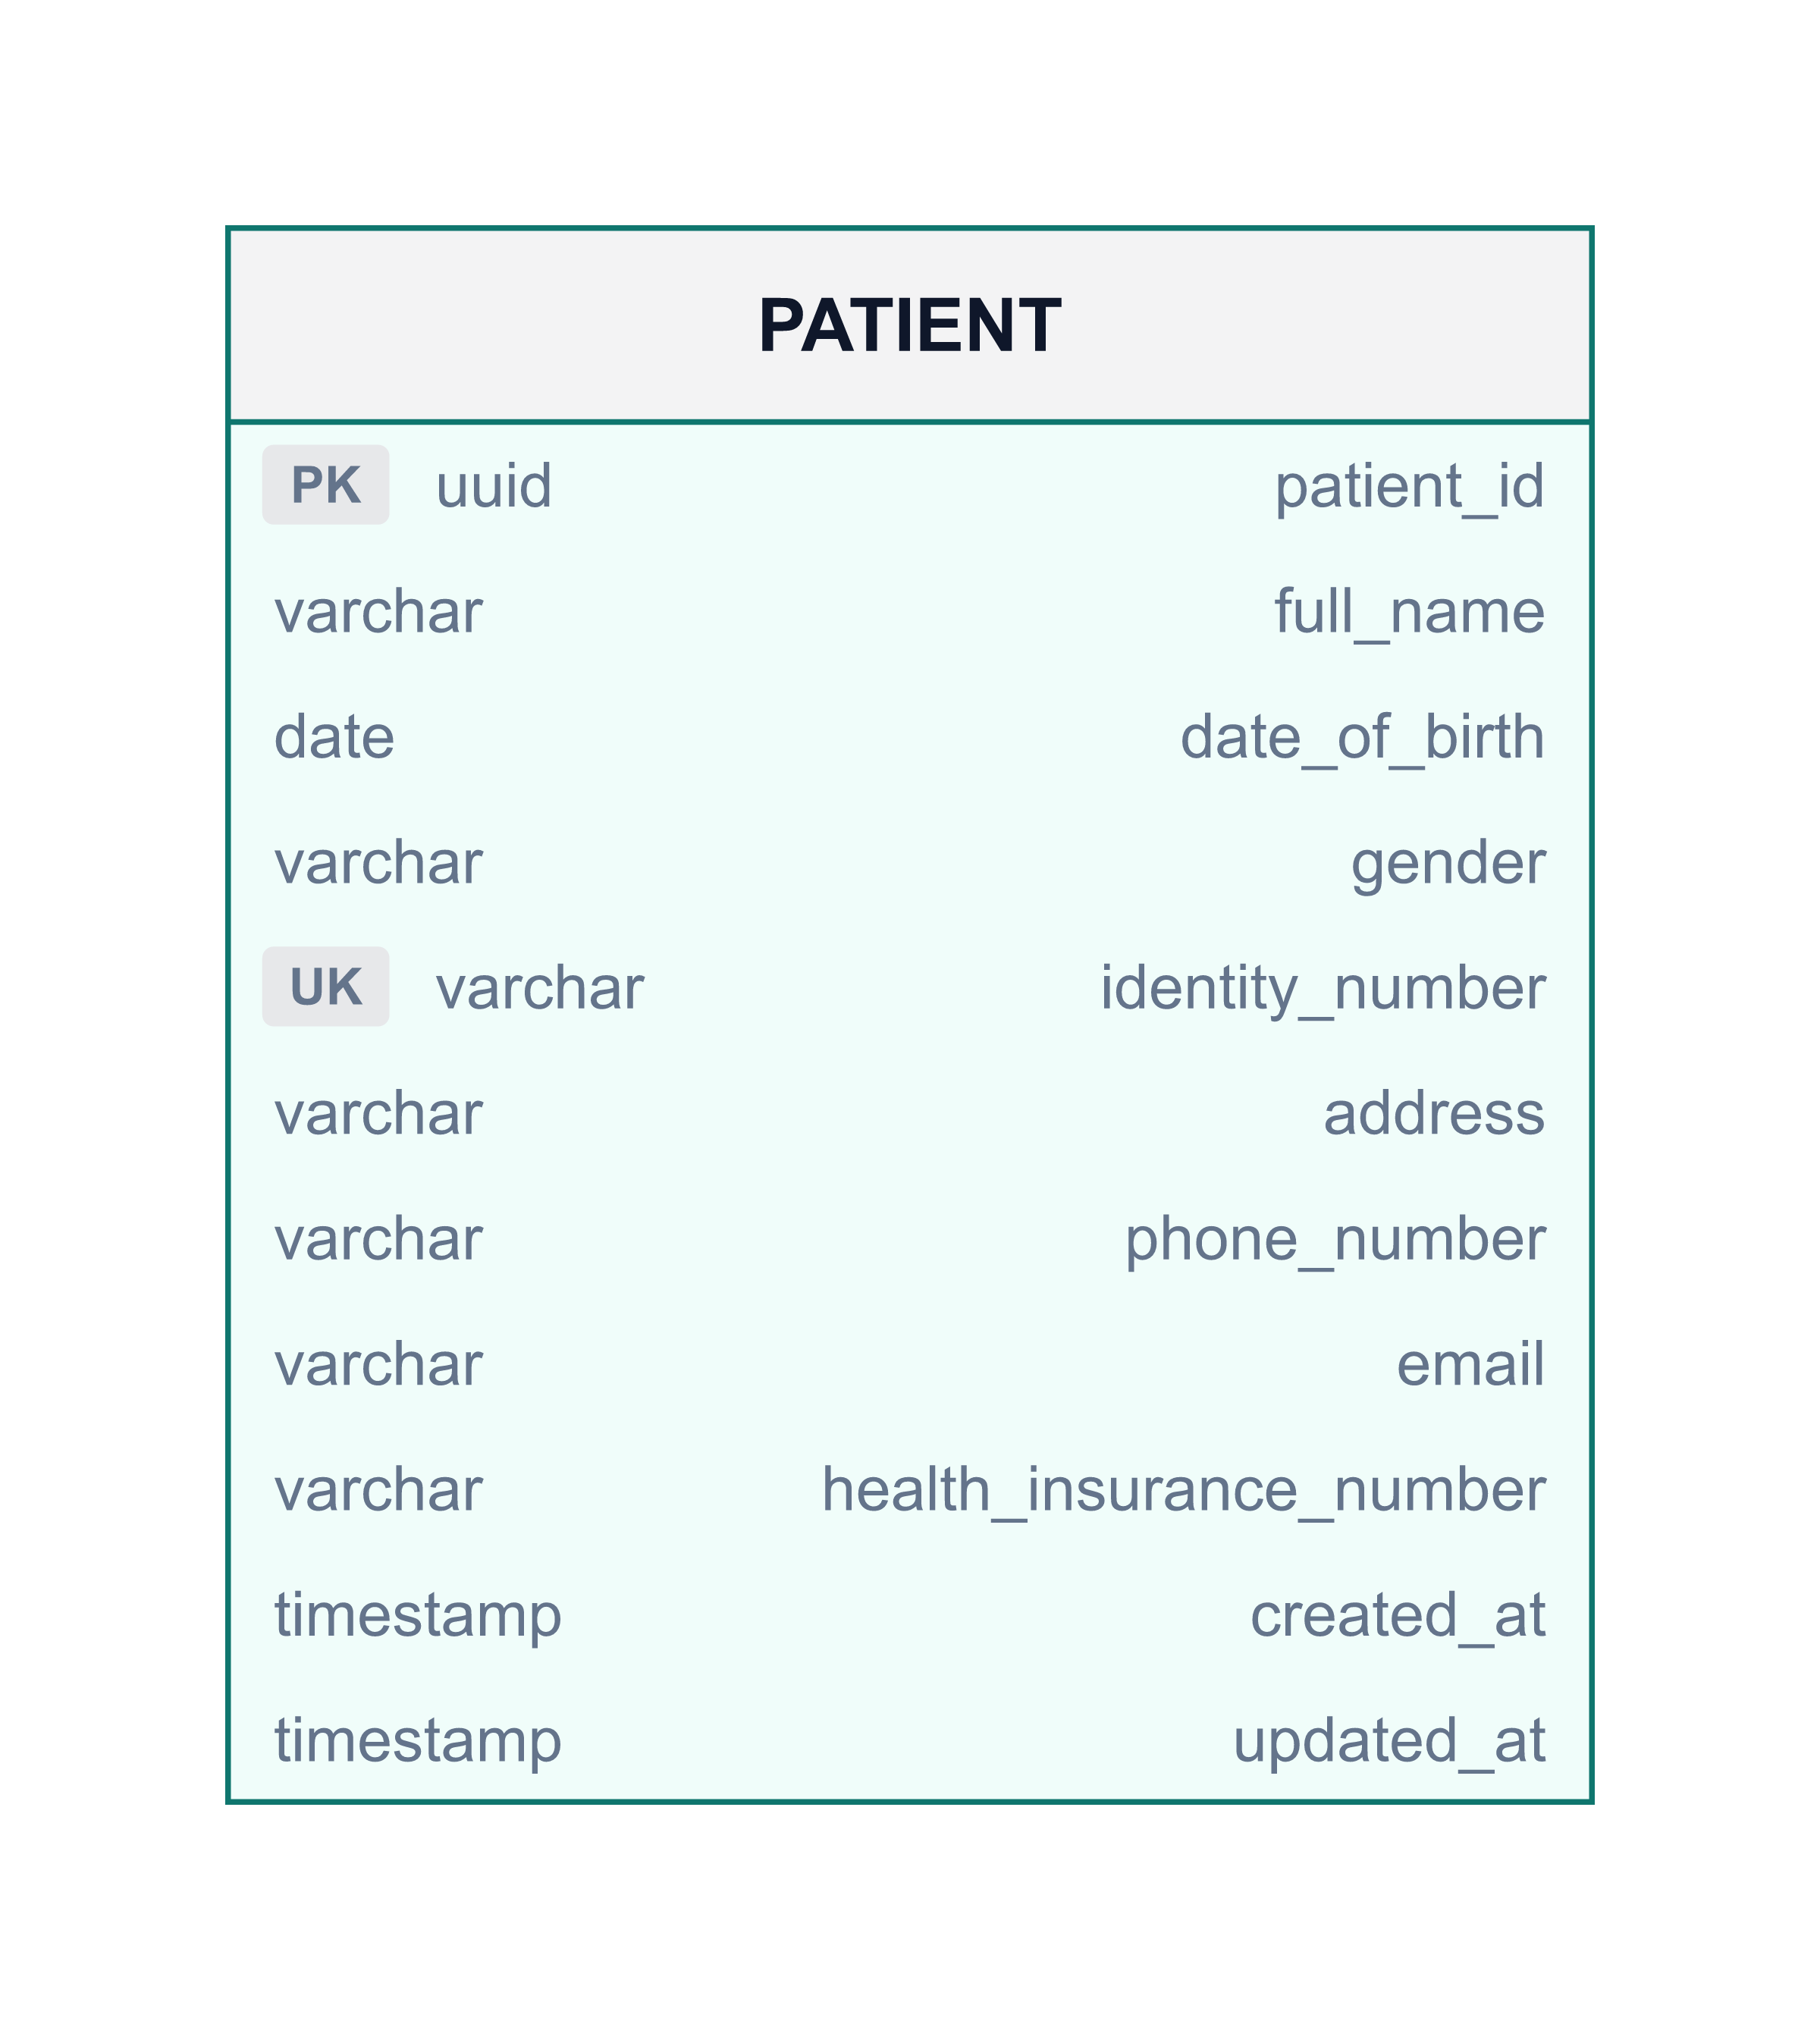 PATIENT
PK uuid patient_id
varchar full_name
date date_of_birth
varchar gender
UK varchar identity_number
varchar address
varchar phone_number
varchar email
varchar health_insurance_number
timestamp created_at
timestamp updated_at